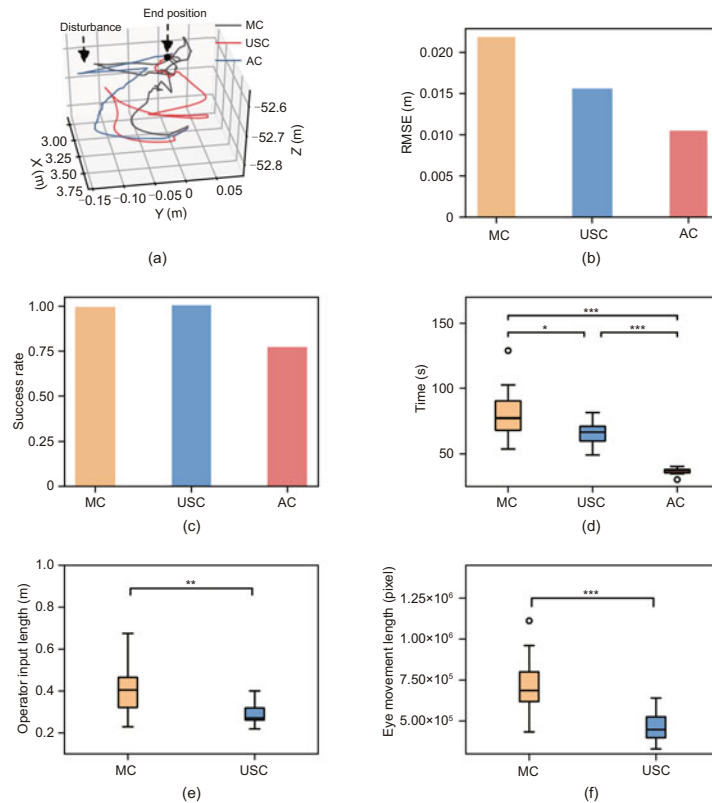 End position
Disturbance
MC
USC
AC
−52.6
−52.7
−52.8
Z (m)
3.00
3.25
3.50
3.75
X (m)
−0.15
−0.10
−0.05
0
0.05
Y (m)
(a)
0.020
0.015
0.010
0.005
0
RMSE (m)
MC USC AC
(b)
1.00
0.75
0.50
0.25
0
Success rate
MC USC AC
(c)
150
100
50
Time (s)
***
* ***
MC USC AC
(d)
1.0
0.8
0.6
0.4
0.2
Operator input length (m)
**
MC USC
(e)
1.25×10⁶
1.00×10⁶
7.50×10⁵
5.00×10⁵
Eye movement length (pixel)
***
MC USC
(f)